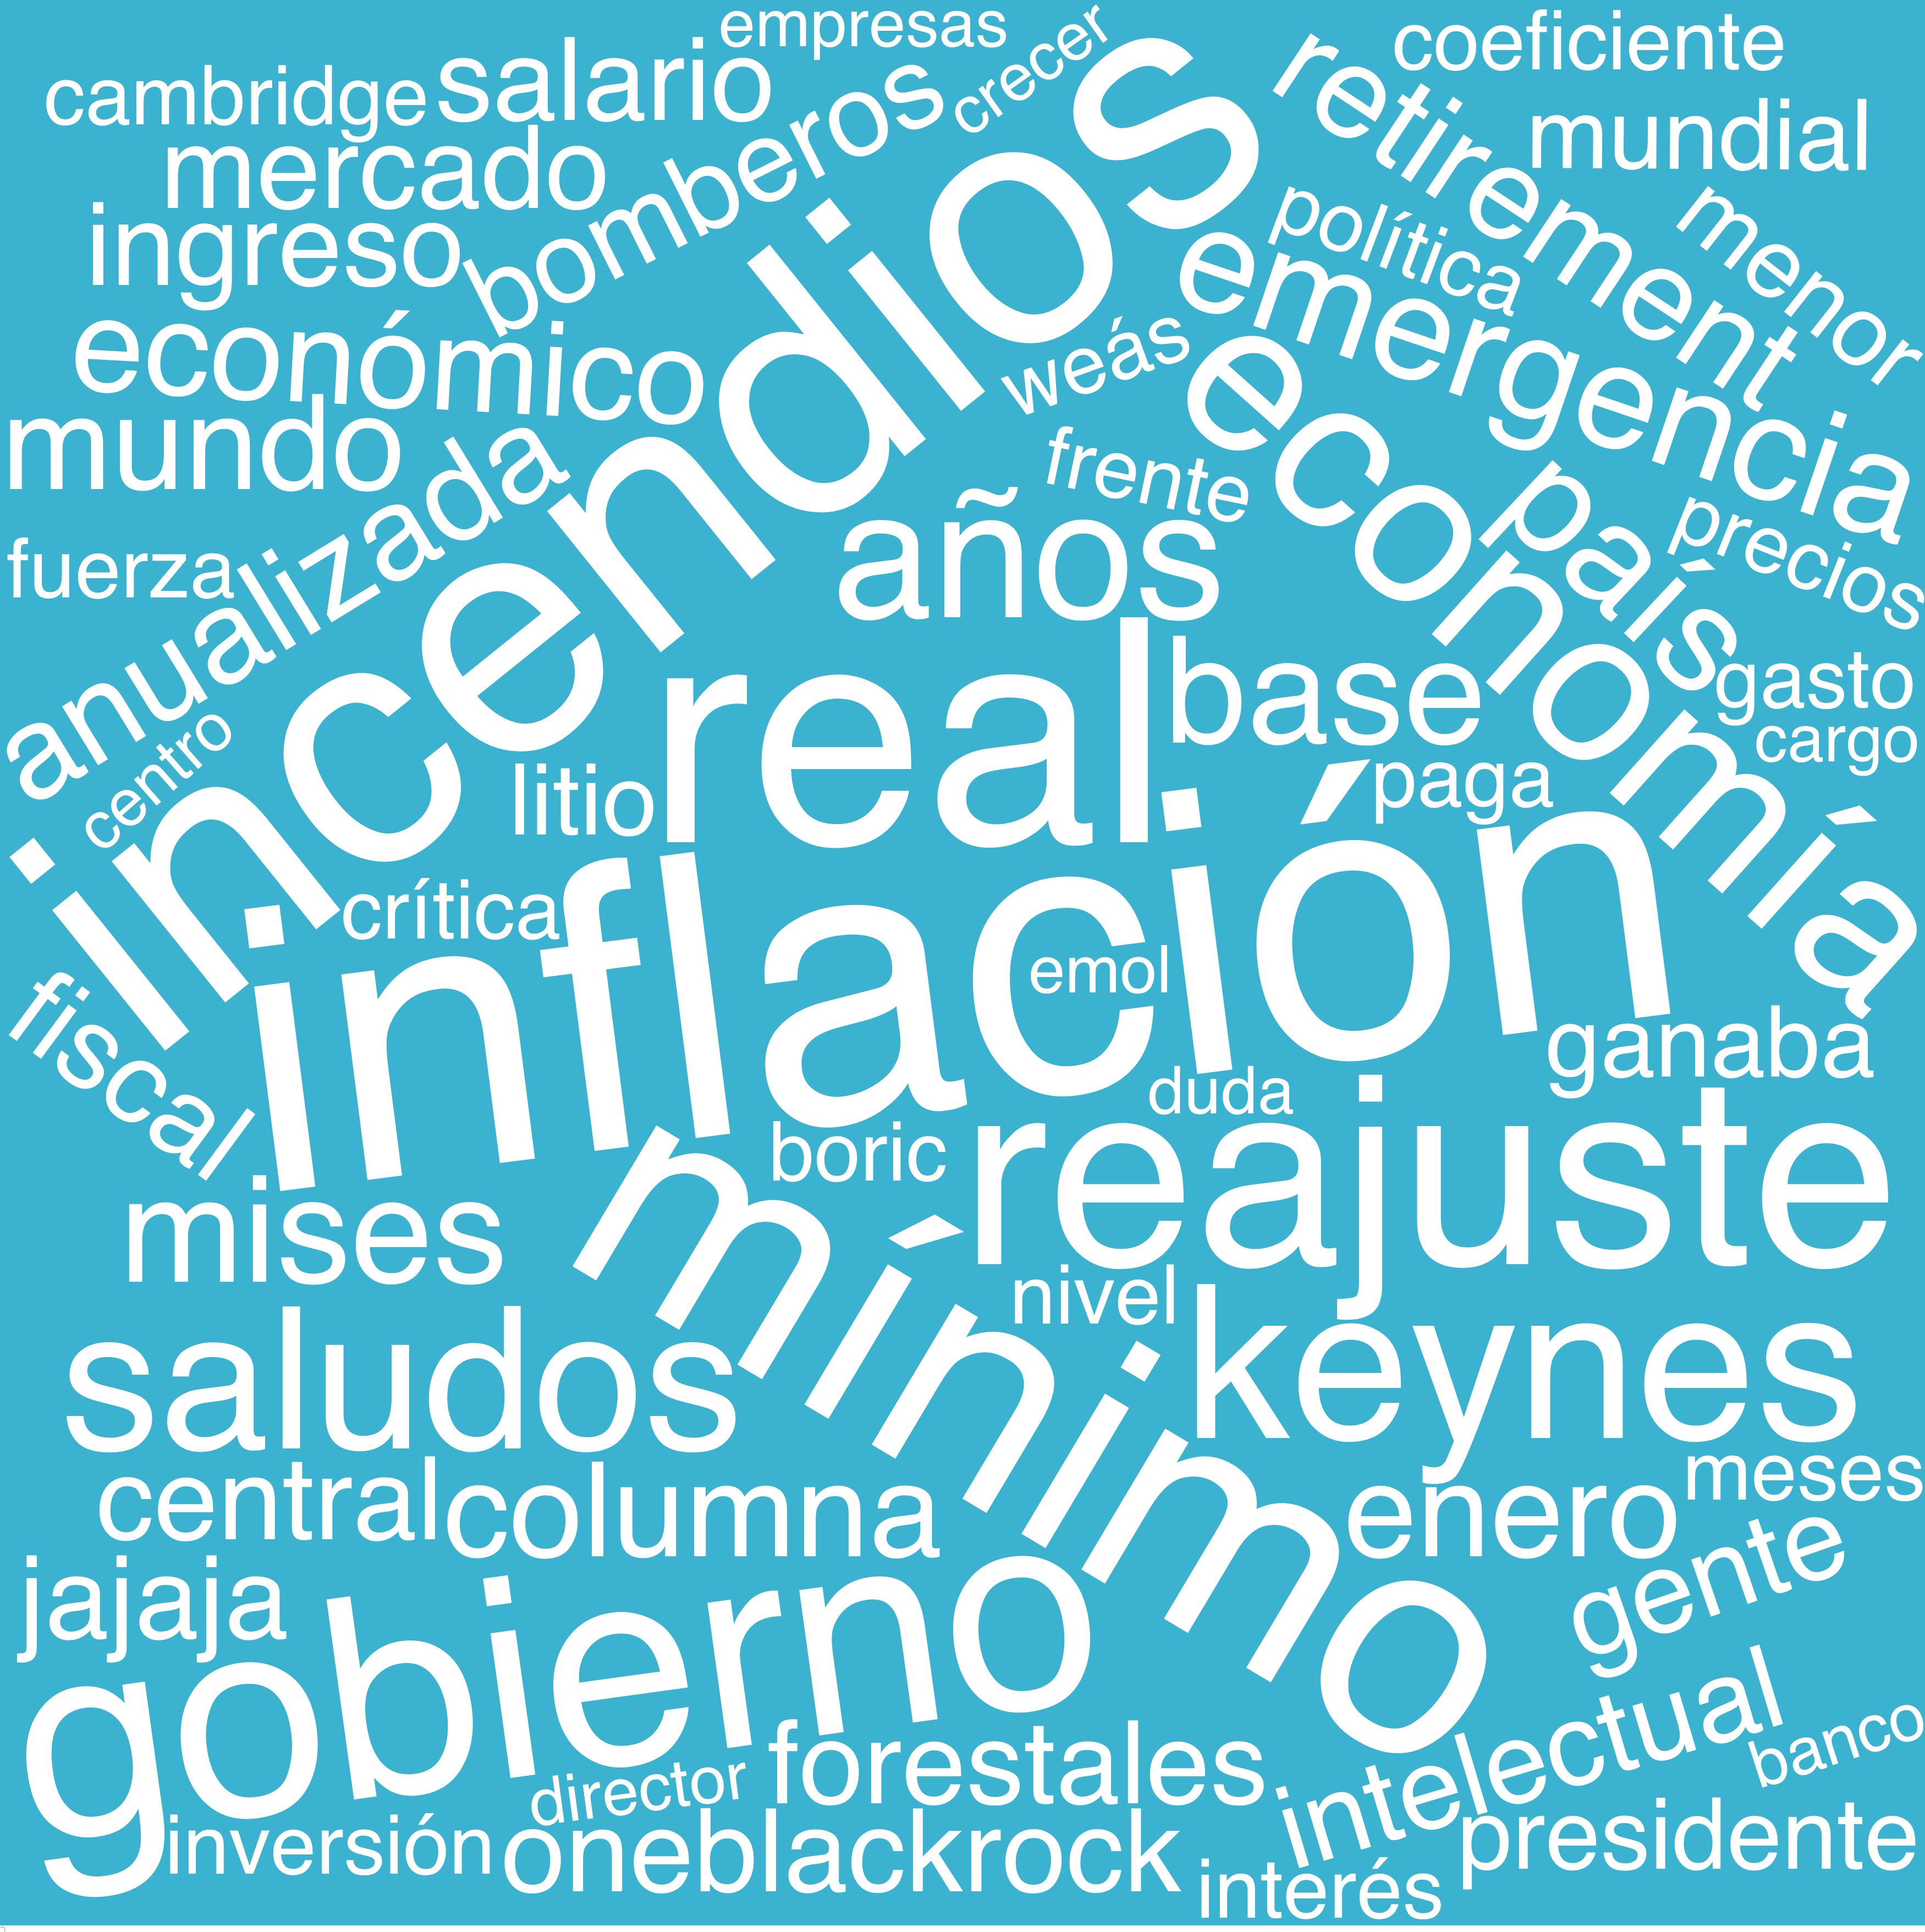 empresas
coeficiente
cambridge
salario
crecer
retirement
mundial
mercado
bomberos
incendios
política
menor
ingreso
emergencia
económico
weás
economía
mundo
anualizada
frente
país
precios
fuerza
años
real
base
gasto
centro
litio
paga
cargo
inflación
crítica
emol
fiscal
ganaba
duda
boric
reajuste
mises
mínimo
nivel
keynes
saludos
central
columna
enero
meses
jajaja
gobierno
gente
forestales
intelectual
banco
director
inversión
oneblackrock
interés
presidente